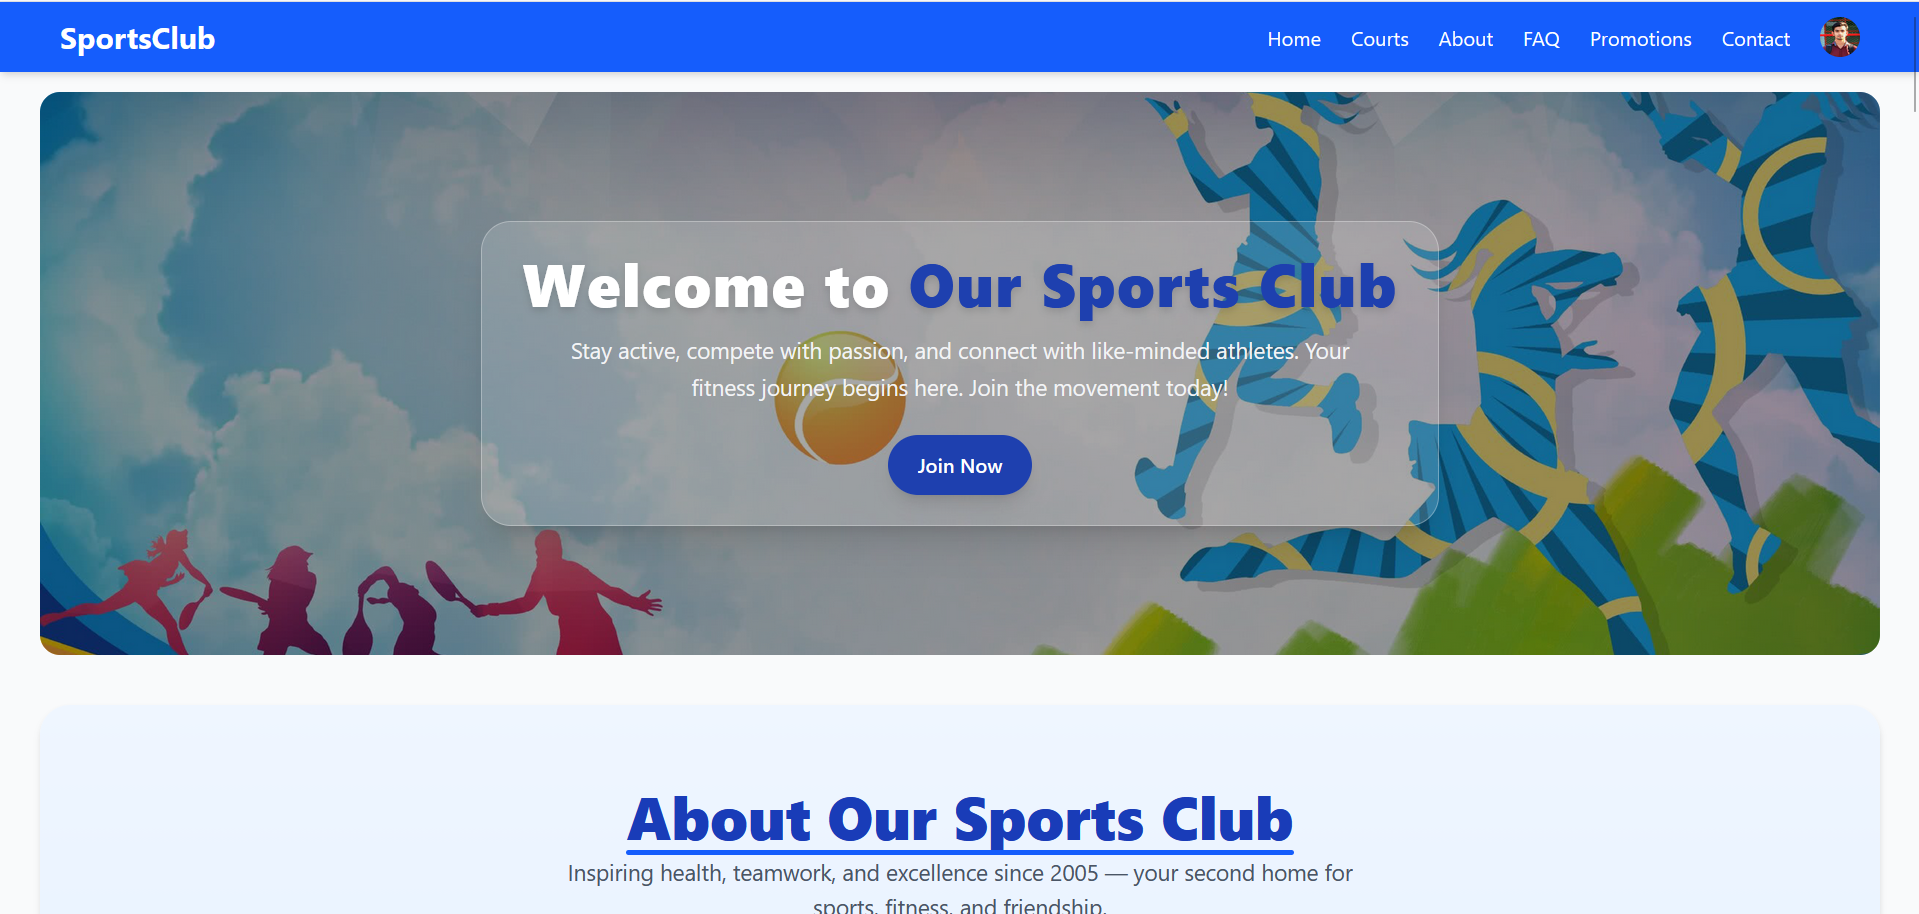 SportsClub
Home Courts About FAQ Promotions Contact
Welcome to Our Sports Club
Stay active, compete with passion, and connect with like-minded athletes. Your
fitness journey begins here. Join the movement today!
Join Now
About Our Sports Club
Inspiring health, teamwork, and excellence since 2005 — your second home for
sports, fitness, and friendship.